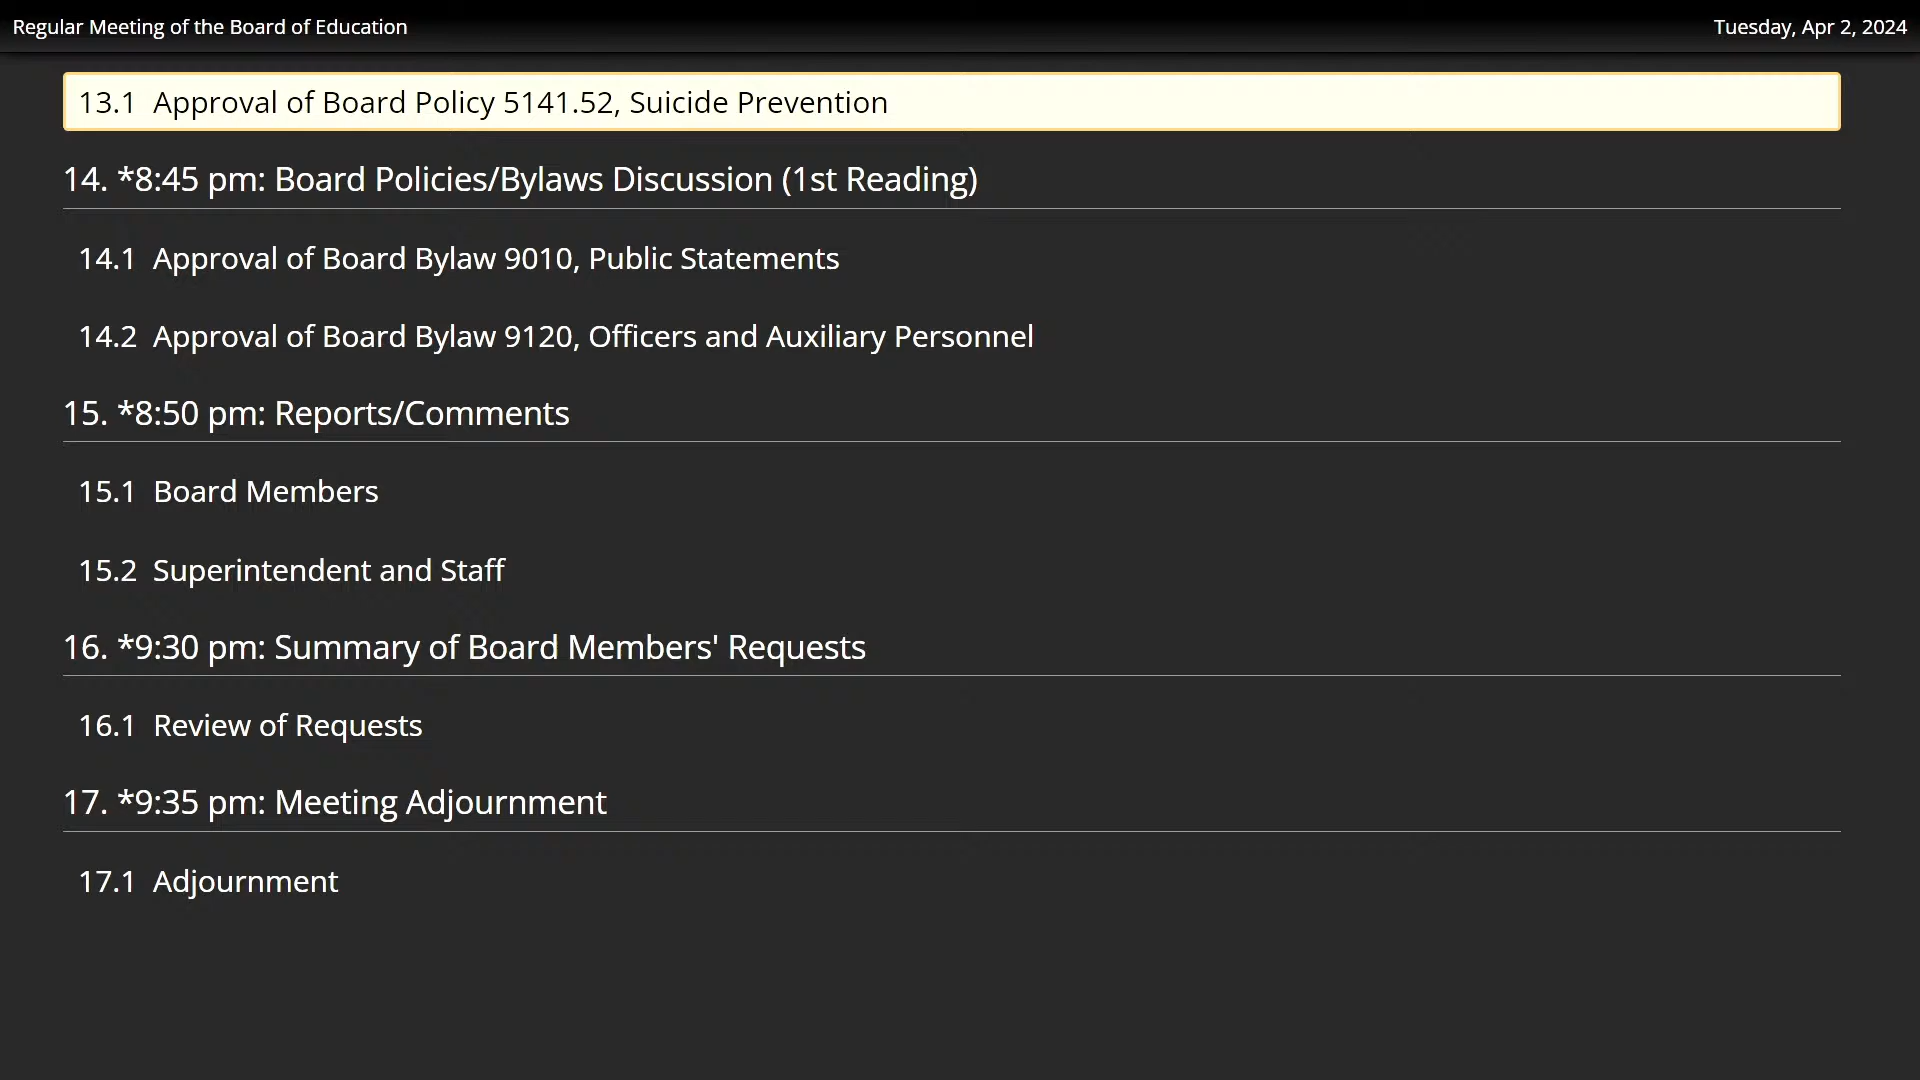 Regular Meeting of the Board of Education
Tuesday, Apr 2, 2024
13.1 Approval of Board Policy 5141.52, Suicide Prevention
14. *8:45 pm: Board Policies/Bylaws Discussion (1st Reading)
14.1 Approval of Board Bylaw 9010, Public Statements
14.2 Approval of Board Bylaw 9120, Officers and Auxiliary Personnel
15. *8:50 pm: Reports/Comments
15.1 Board Members
15.2 Superintendent and Staff
16. *9:30 pm: Summary of Board Members' Requests
16.1 Review of Requests
17. *9:35 pm: Meeting Adjournment
17.1 Adjournment